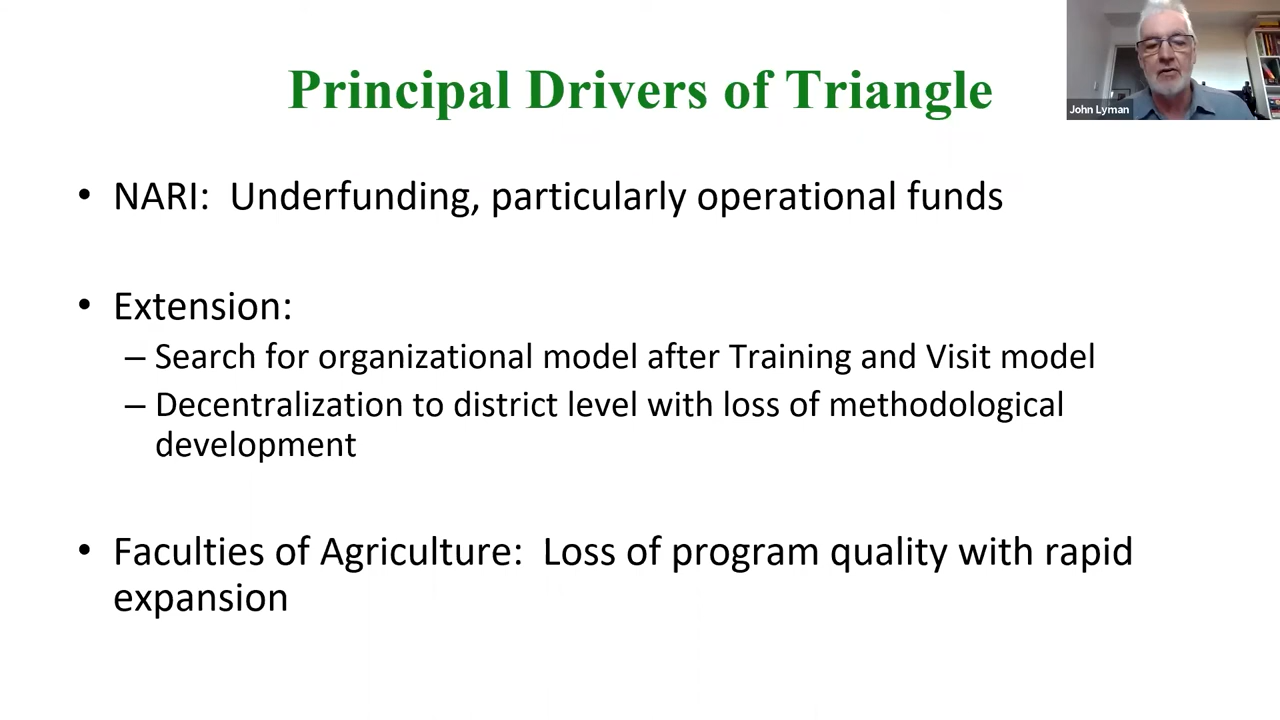 Principal Drivers of Triangle
John Lyman
• NARI: Underfunding, particularly operational funds
• Extension:
– Search for organizational model after Training and Visit model
– Decentralization to district level with loss of methodological
development
• Faculties of Agriculture: Loss of program quality with rapid
expansion